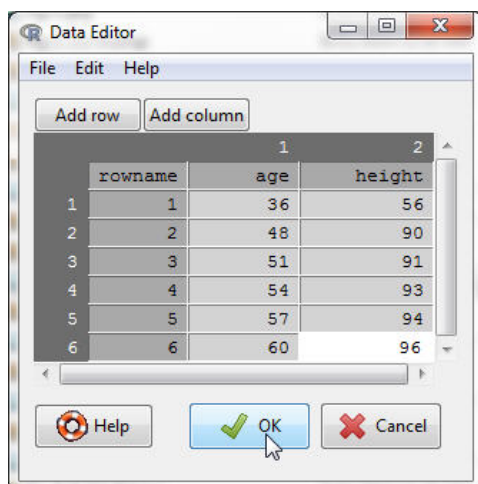 Data Editor
File Edit Help
Add row Add column
1 2
rowname age height
1 1 36 56
2 2 48 90
3 3 51 91
4 4 54 93
5 5 57 94
6 6 60 96
Help OK Cancel